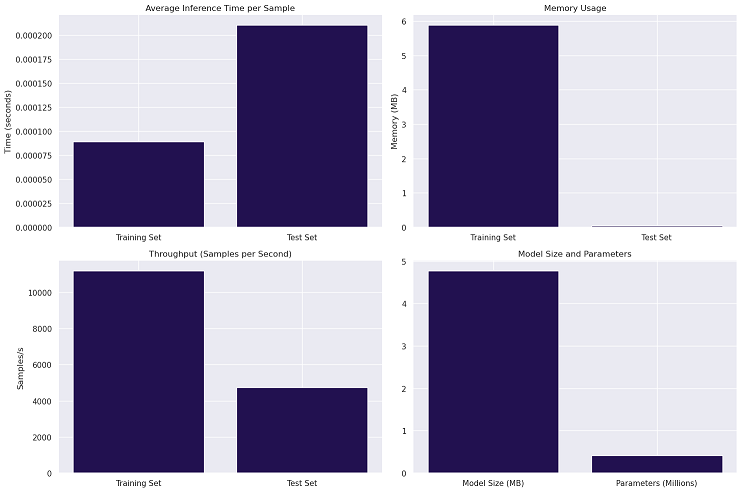 Average Inference Time per Sample
Time (seconds)
0.000200
0.000175
0.000150
0.000125
0.000100
0.000075
0.000050
0.000025
0.000000
Training Set
Test Set
Memory Usage
Memory (MB)
6
5
4
3
2
1
0
Training Set
Test Set
Throughput (Samples per Second)
Samples/s
10000
8000
6000
4000
2000
0
Training Set
Test Set
Model Size and Parameters
5
4
3
2
1
0
Model Size (MB)
Parameters (Millions)